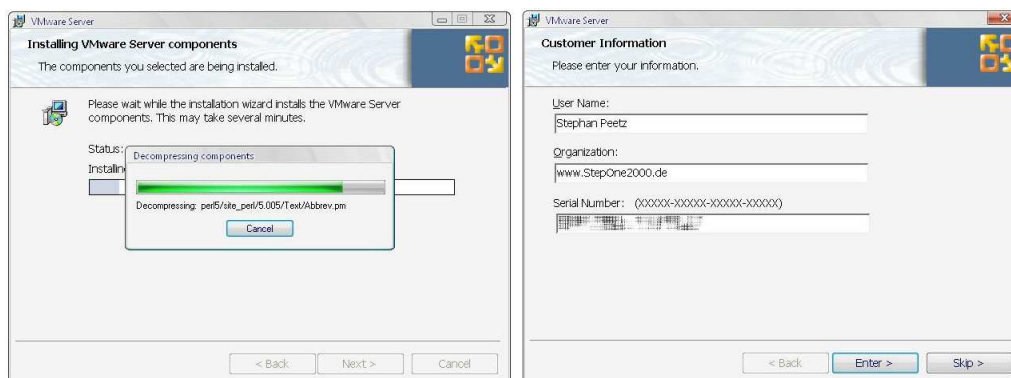 VMware Server
Installing VMware Server components
The components you selected are being installed.
Please wait while the installation wizard installs the VMware Server
components. This may take several minutes.
Status:
Installin
Decompressing components
Decompressing: perl5/site_perl/5.005/Text/Abbrev.pm
Cancel
< Back
Next >
Cancel
VMware Server
Customer Information
Please enter your information.
User Name:
Stephan Peetz
Organization:
www.StepOne2000.de
Serial Number: (XXXXX-XXXXX-XXXXX-XXXXX)
< Back
Enter >
Skip >